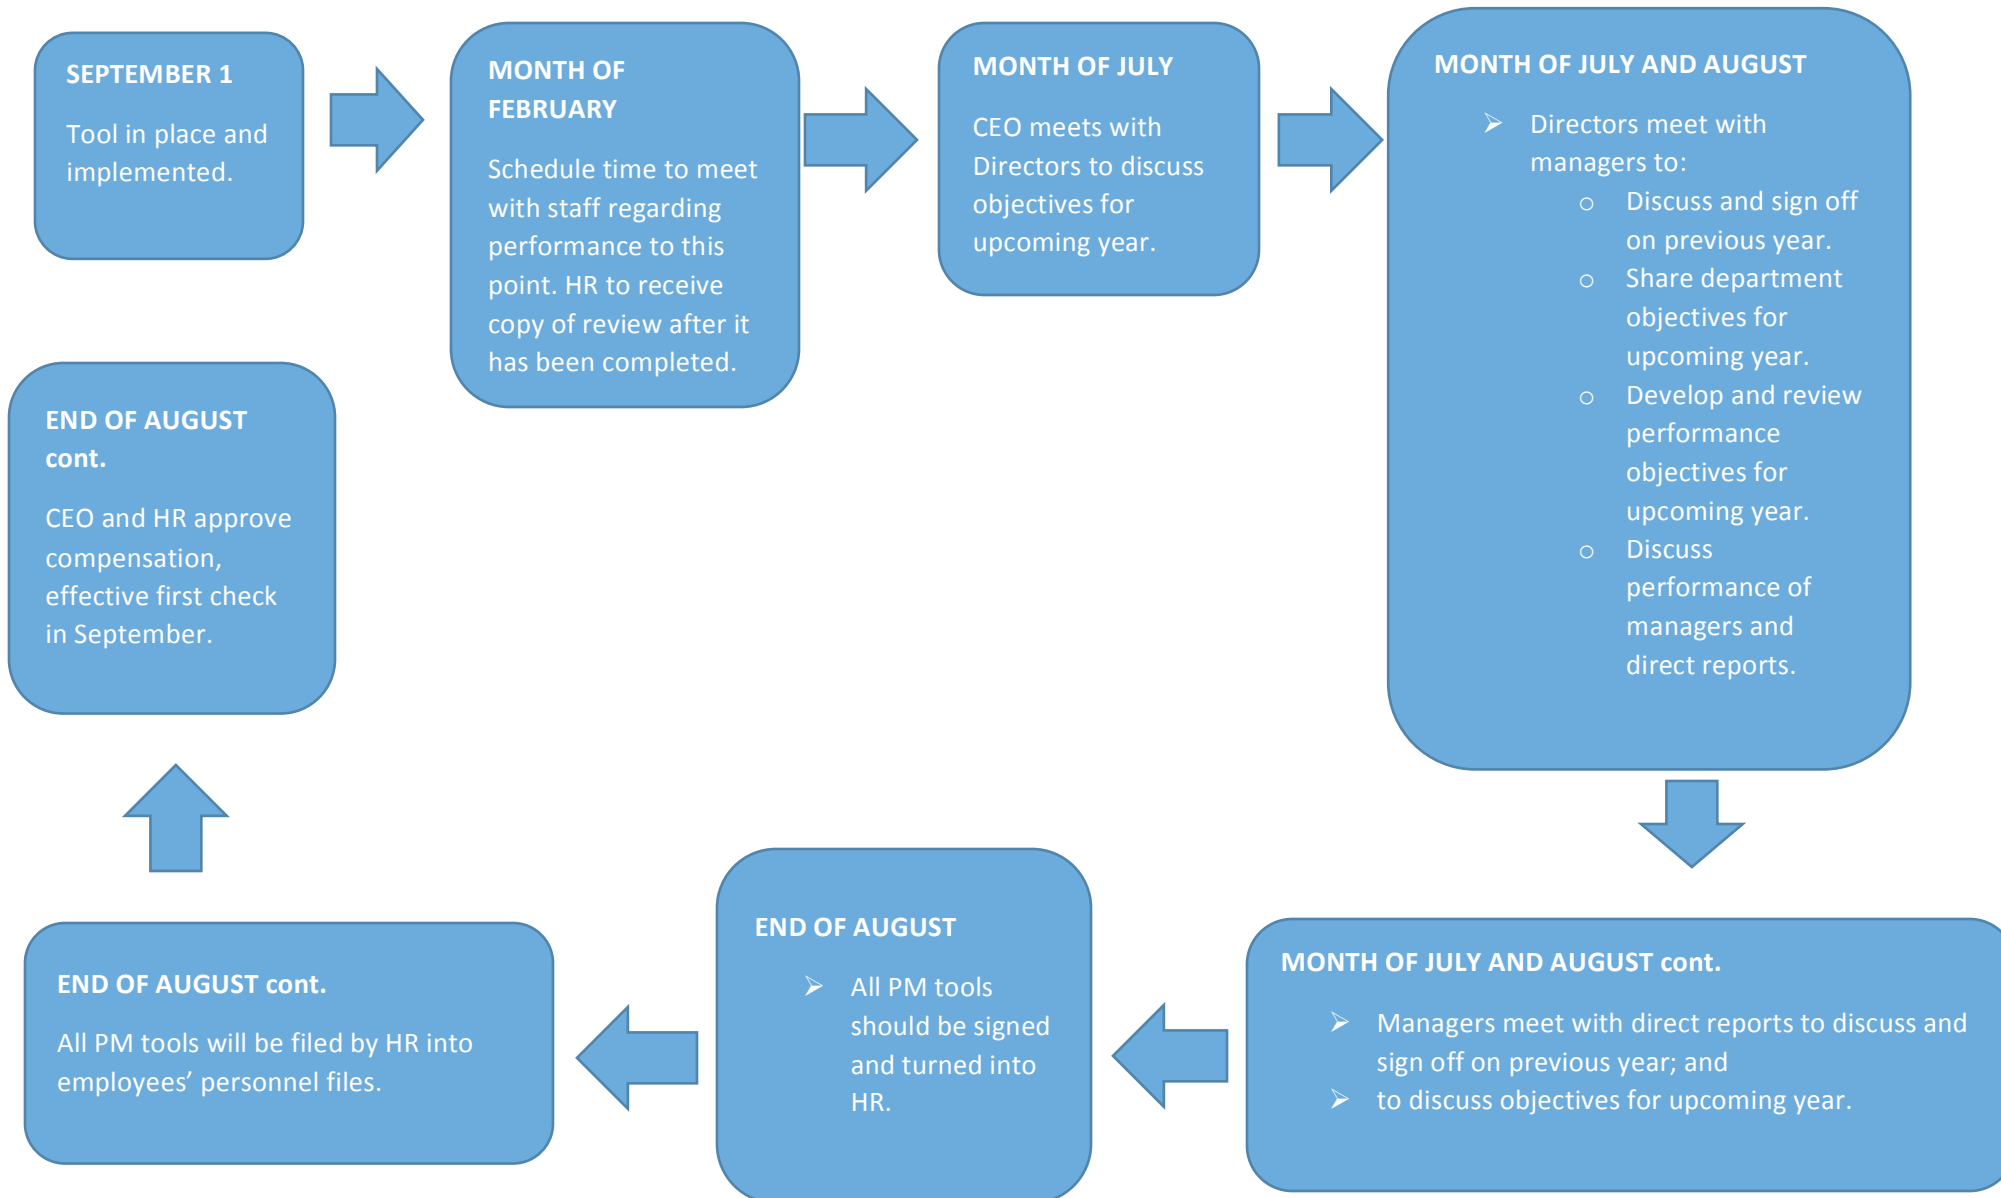 SEPTEMBER 1
Tool in place and
implemented.
MONTH OF
FEBRUARY
Schedule time to meet
with staff regarding
performance to this
point. HR to receive
copy of review after it
has been completed.
MONTH OF JULY
CEO meets with
Directors to discuss
objectives for
upcoming year.
MONTH OF JULY AND AUGUST
➢ Directors meet with
managers to:
o Discuss and sign off
on previous year.
o Share department
objectives for
upcoming year.
o Develop and review
performance
objectives for
upcoming year.
o Discuss
performance of
managers and
direct reports.
MONTH OF JULY AND AUGUST cont.
➢ Managers meet with direct reports to discuss and
sign off on previous year; and
➢ to discuss objectives for upcoming year.
END OF AUGUST
➢ All PM tools
should be signed
and turned into
HR.
END OF AUGUST cont.
All PM tools will be filed by HR into
employees’ personnel files.
END OF AUGUST
cont.
CEO and HR approve
compensation,
effective first check
in September.